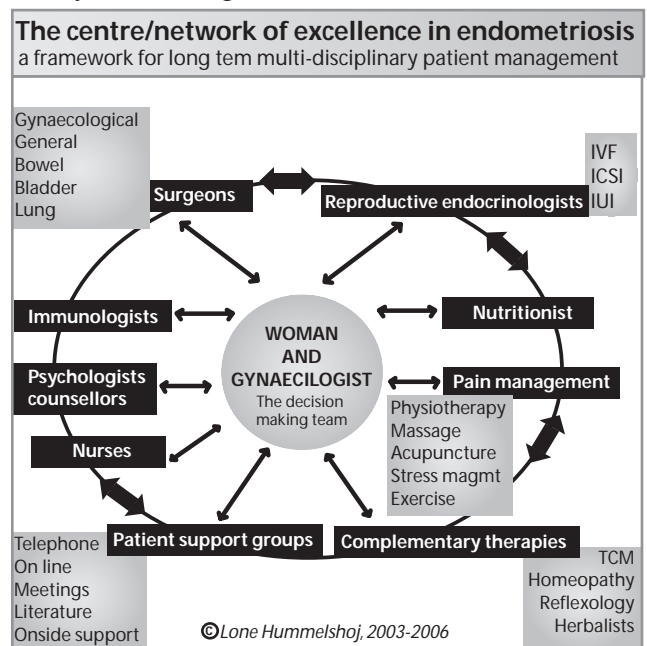 The centre/network of excellence in endometriosis
a framework for long tem multi-disciplinary patient management
Gynaecological
General
Bowel
Bladder
Lung
Surgeons
Reproductive endocrinologists
IVF
ICSI
IUI
Immunologists
Nutritionist
WOMAN
AND
GYNAECILOGIST
The decision
making team
Psychologists
counsellors
Pain management
Physiotherapy
Massage
Acupuncture
Stress magmt
Exercise
Nurses
Patient support groups
Complementary therapies
Telephone
On line
Meetings
Literature
Onside support
TCM
Homeopathy
Reflexology
Herbalists
©Lone Hummelshoj, 2003-2006